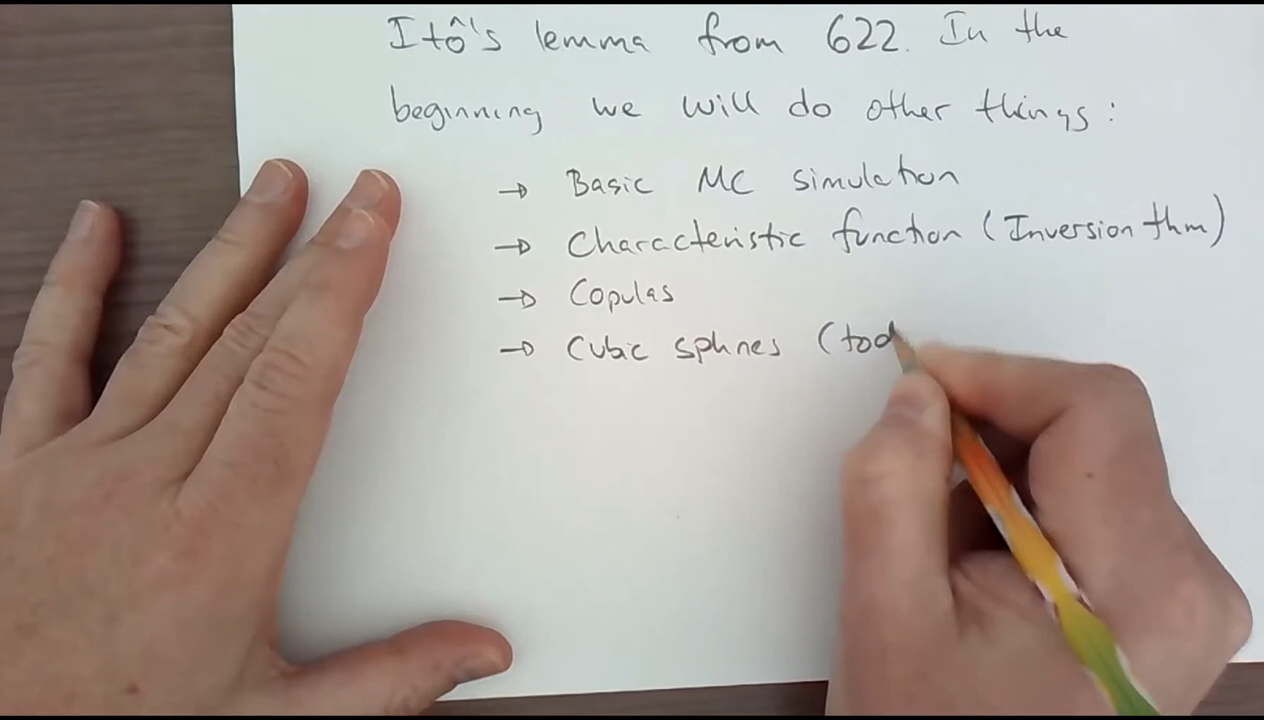 Itô's lemma from 622. In the
beginning we will do other things:
→ Basic MC simulation
→ Characteristic function (Inversion thm)
→ Copulas
→ Cubic splines (tod